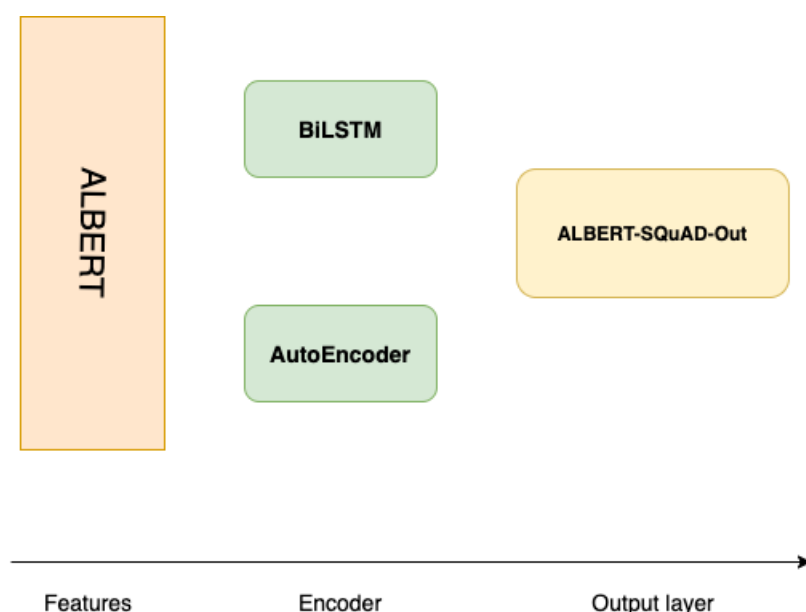 ALBERT
BiLSTM
ALBERT-SQuAD-Out
AutoEncoder
Features
Encoder
Output layer